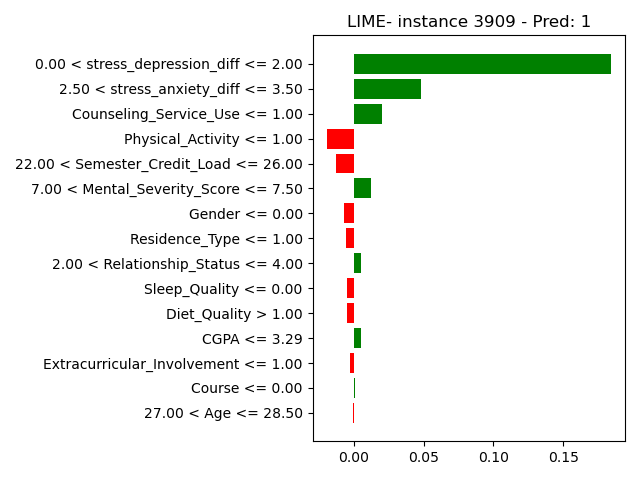 LIME- instance 3909 - Pred: 1
0.00 < stress_depression_diff <= 2.00
2.50 < stress_anxiety_diff <= 3.50
Counseling_Service_Use <= 1.00
Physical_Activity <= 1.00
22.00 < Semester_Credit_Load <= 26.00
7.00 < Mental_Severity_Score <= 7.50
Gender <= 0.00
Residence_Type <= 1.00
2.00 < Relationship_Status <= 4.00
Sleep_Quality <= 0.00
Diet_Quality > 1.00
CGPA <= 3.29
Extracurricular_Involvement <= 1.00
Course <= 0.00
27.00 < Age <= 28.50
0.00 0.05 0.10 0.15